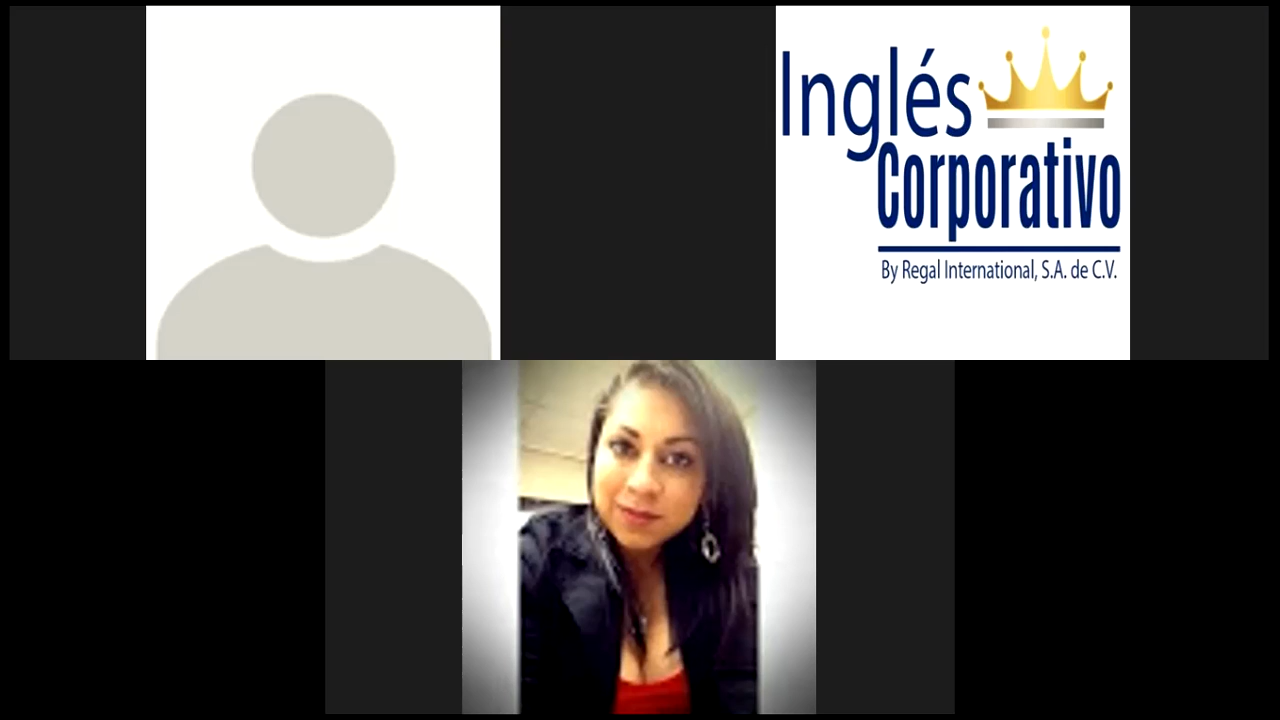 Inglés
Corporativo
By Regal International, S.A. de C.V.